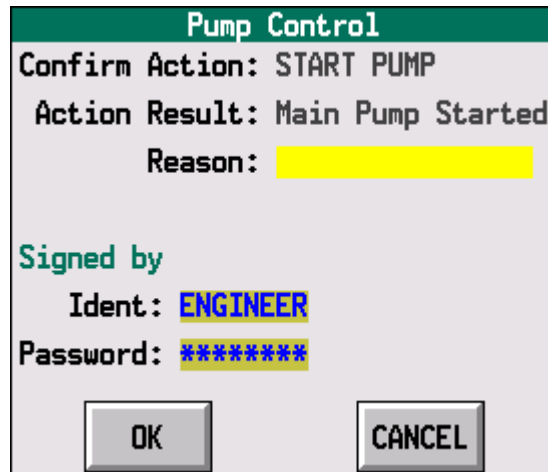 Pump Control
Confirm Action: START PUMP
Action Result: Main Pump Started
Reason:
Signed by
Ident: ENGINEER
Password: ********
OK CANCEL